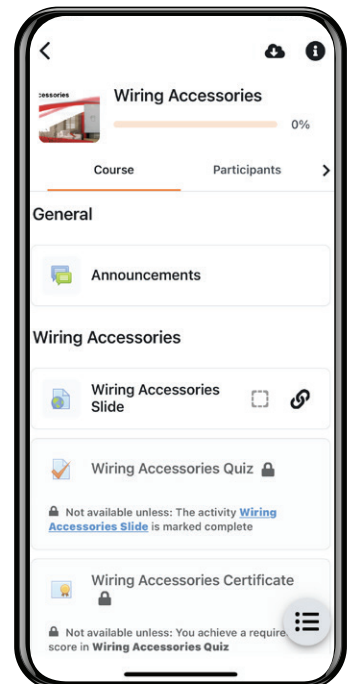 cessories
Wiring Accessories
0%
Course Participants
General
Announcements
Wiring Accessories
Wiring Accessories
Slide
Wiring Accessories Quiz
Not available unless: The activity Wiring
Accessories Slide is marked complete
Wiring Accessories Certificate
Not available unless: You achieve a require
score in Wiring Accessories Quiz